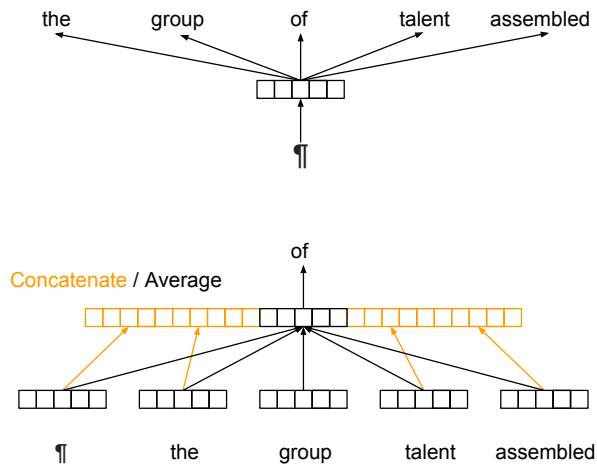 the group of talent assembled
¶
of
Concatenate / Average
¶ the group talent assembled